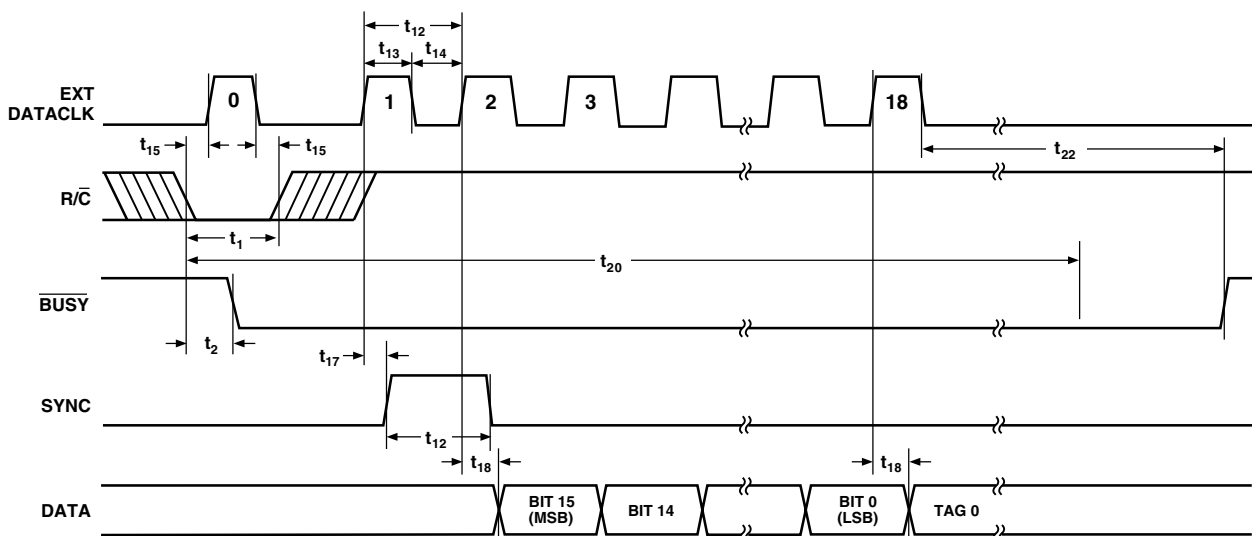 t12
t13 t14
EXT
DATACLK
0 1 2 3 18
t15 t15
t22
R/C̅
t1
t20
B̅U̅S̅Y̅
t2
t17
SYNC
t12
t18 t18
DATA
BIT 15
(MSB)
BIT 14
BIT 0
(LSB)
TAG 0